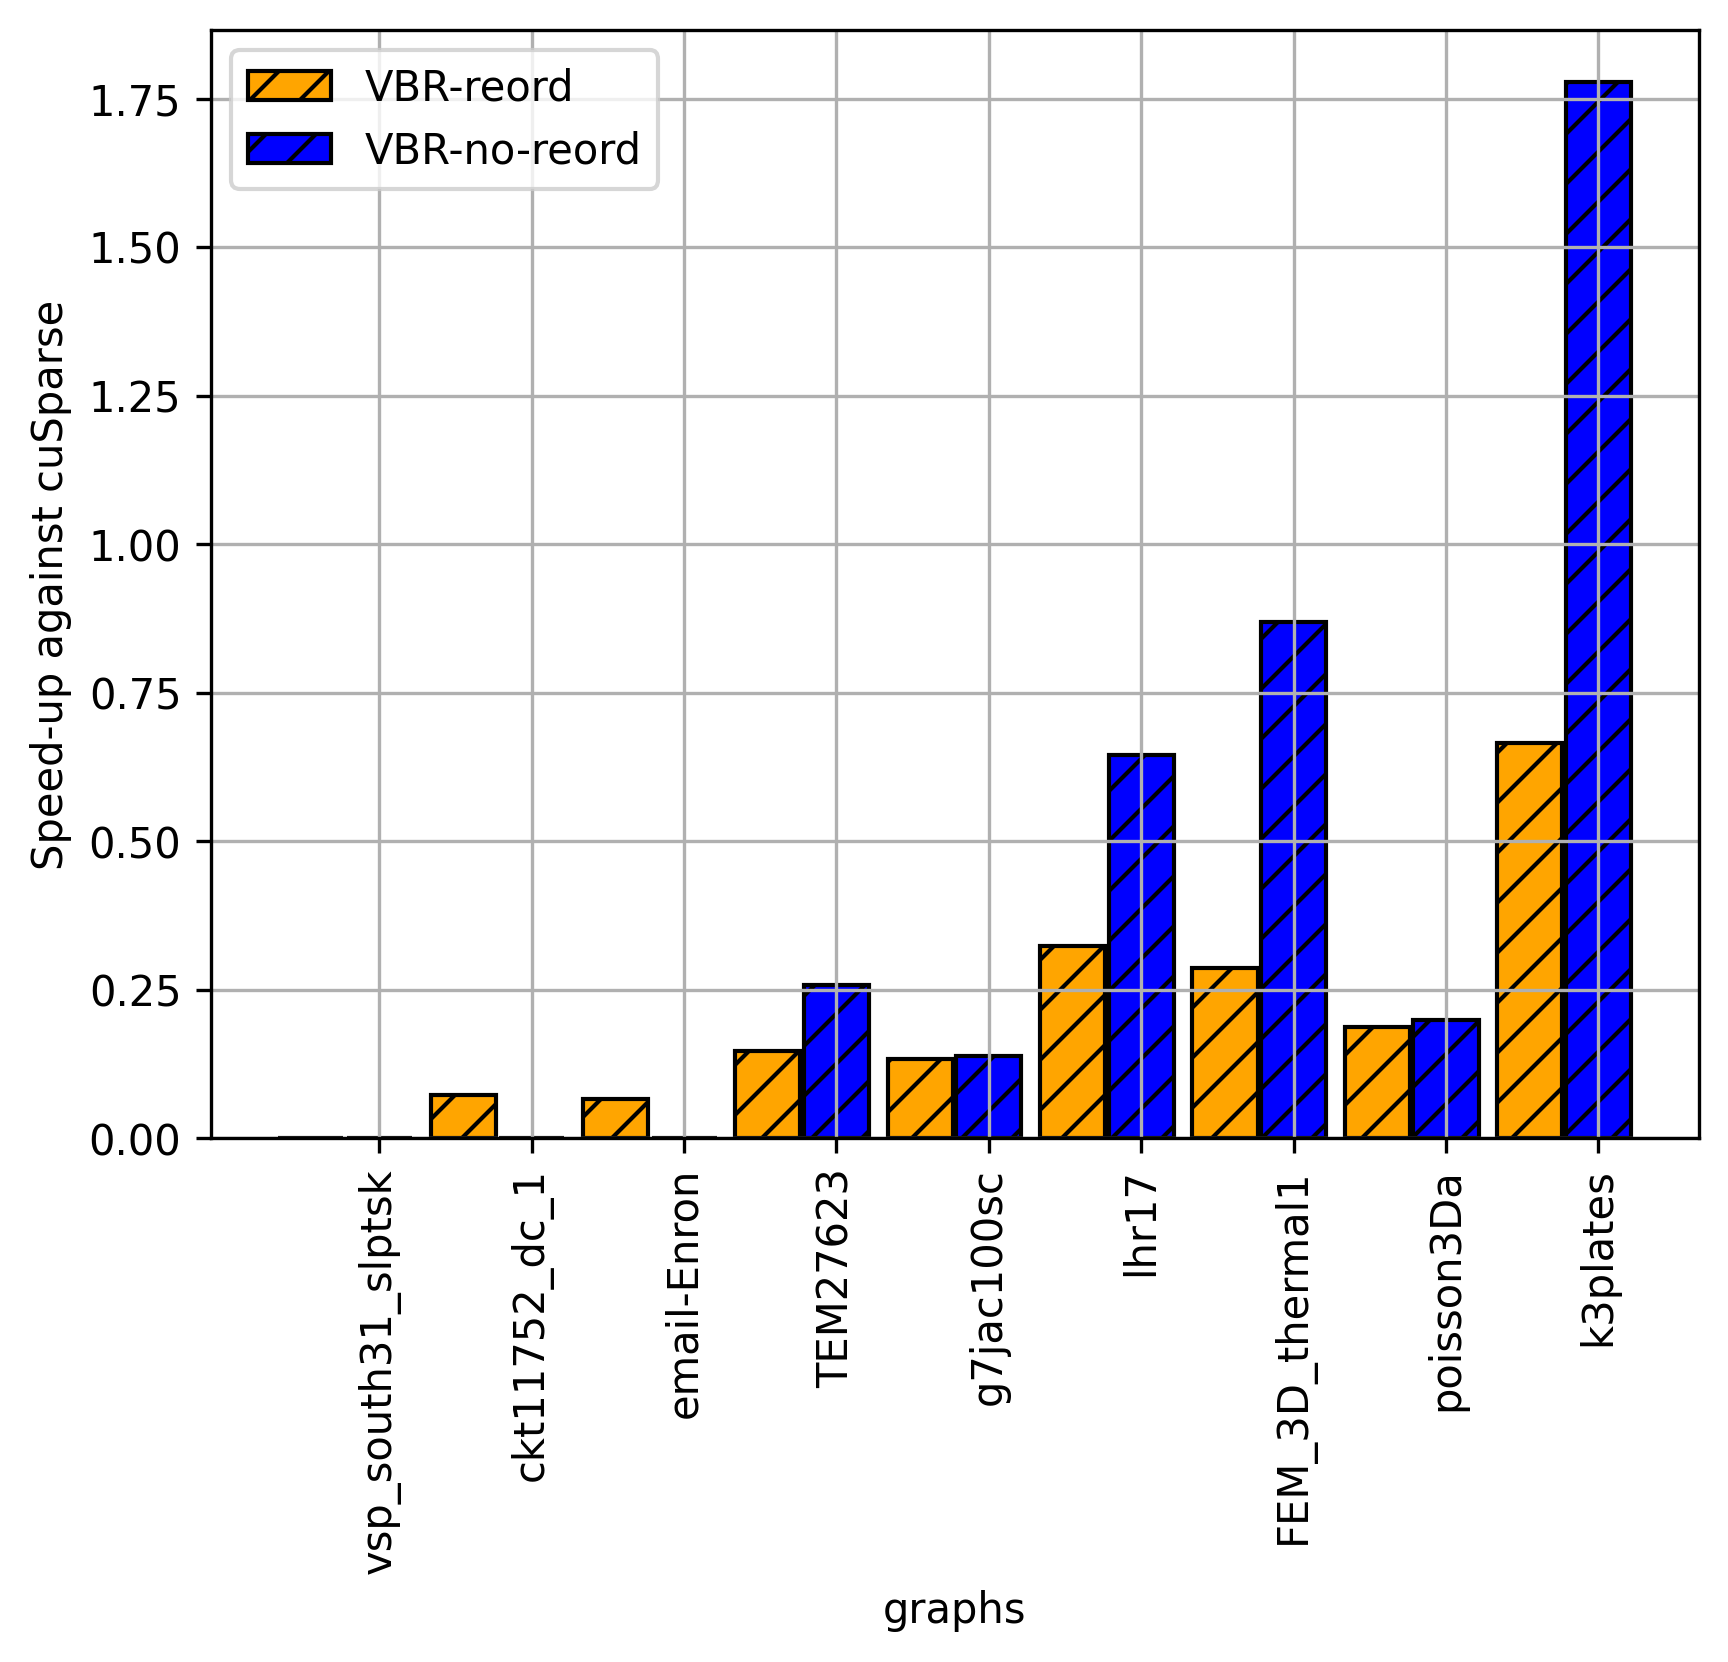 VBR-reord
VBR-no-reord
1.75
1.50
1.25
1.00
0.75
0.50
0.25
0.00
Speed-up against cuSparse
vsp_south31_slptsk
ckt11752_dc_1
email-Enron
TEM27623
g7jac100sc
lhr17
FEM_3D_thermal1
poisson3Da
k3plates
graphs